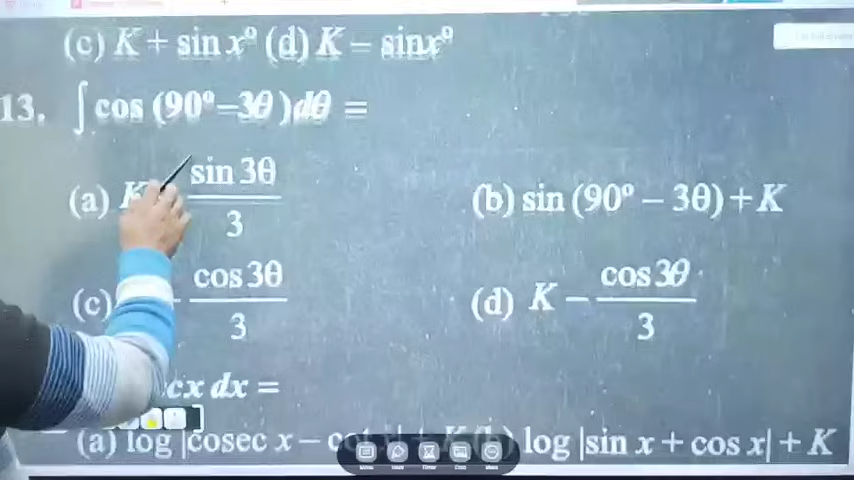 (c) K + sin x° (d) K − sinx°
13. ∫ cos (90° − 3θ) dθ =
(a) K sin 3θ / 3 (b) sin (90° − 3θ) + K
(c) − cos 3θ / 3 (d) K − cos 3θ / 3
cx dx =
(a) log |cosec x − cot (b) log |sin x + cos x| + K